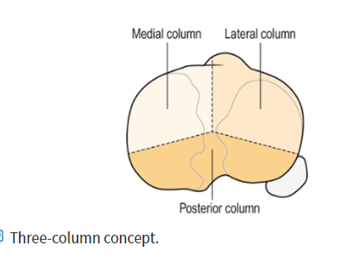 Medial column Lateral column
Posterior column
Three-column concept.